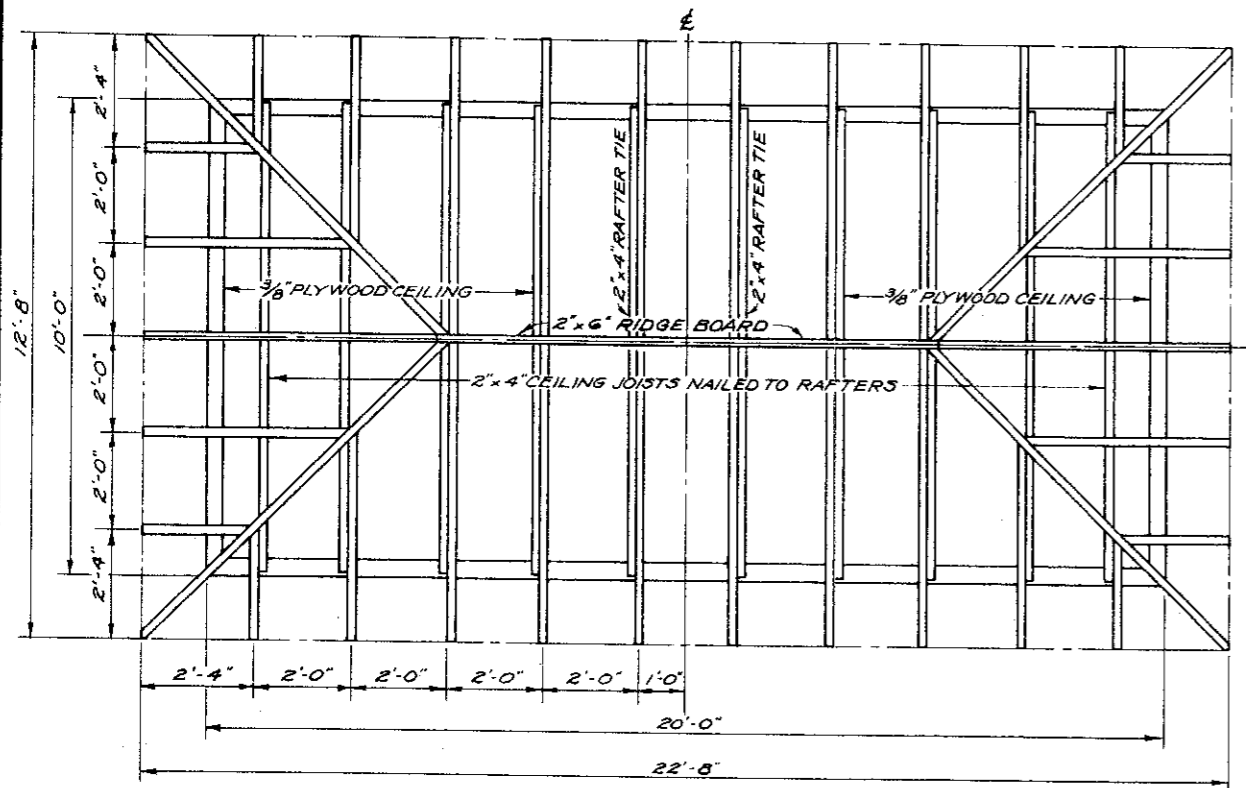 ℄
12'-8"
10'-0"
2'-4"
2'-0"
2'-0"
2'-0"
2'-0"
2'-4"
2"x4" RAFTER TIE
2"x4" RAFTER TIE
3/8" PLYWOOD CEILING
3/8" PLYWOOD CEILING
2"x6" RIDGE BOARD
2"x4" CEILING JOISTS NAILED TO RAFTERS
2'-4"
2'-0"
2'-0"
2'-0"
2'-0"
1'-0"
20'-0"
22'-8"